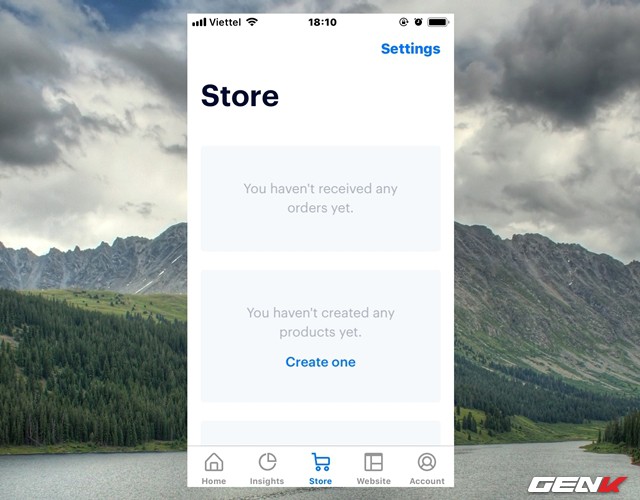 Viettel
18:10
Settings
Store
You haven't received any
orders yet.
You haven't created any
products yet.
Create one
Home
Insights
Store
Website
Account
GENK